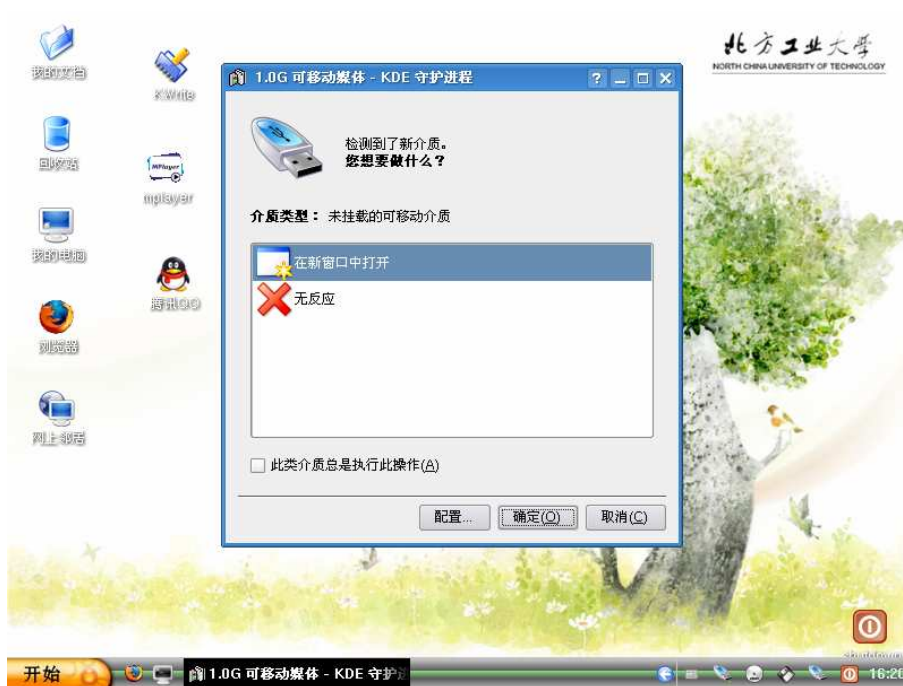 我的文档
KWrite
回收站
mplayer
MPlayer
我的电脑
腾讯QQ
浏览器
网上邻居
北方工业大学
NORTH CHINA UNIVERSITY OF TECHNOLOGY
1.0G 可移动媒体 - KDE 守护进程
检测到了新介质。
您想要做什么？
介质类型： 未挂载的可移动介质
在新窗口中打开
无反应
此类介质总是执行此操作(A)
配置...
确定(O)
取消(C)
开始
1.0G 可移动媒体 - KDE 守护进
16:26